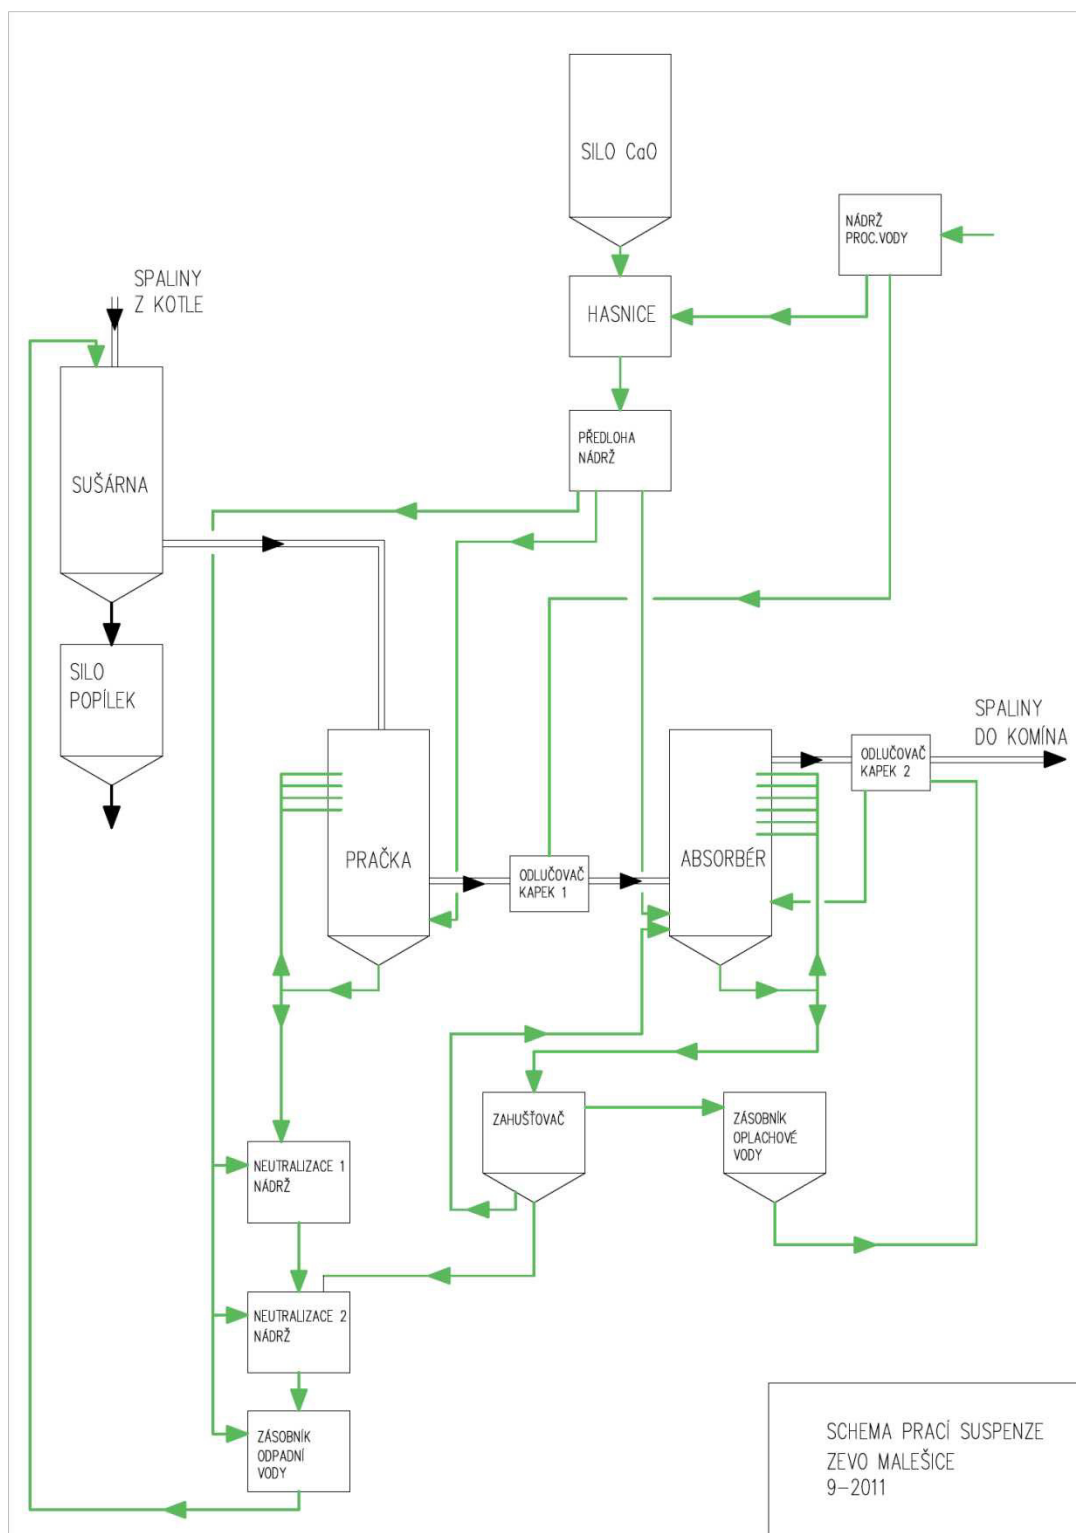 SILO CaO
NÁDRŽ
PROC.VODY
SPALINY
Z KOTLE
HASNICE
PŘEDLOHA
NÁDRŽ
SUŠÁRNA
SILO
POPÍLEK
SPALINY
DO KOMÍNA
ODLUČOVAČ
KAPEK 2
PRAČKA
ODLUČOVAČ
KAPEK 1
ABSORBÉR
ZAHUŠŤOVAČ
ZÁSOBNÍK
OPLACHOVÉ
VODY
NEUTRALIZACE 1
NÁDRŽ
NEUTRALIZACE 2
NÁDRŽ
ZÁSOBNÍK
ODPADNÍ
VODY
SCHEMA PRACÍ SUSPENZE
ZEVO MALEŠICE
9-2011